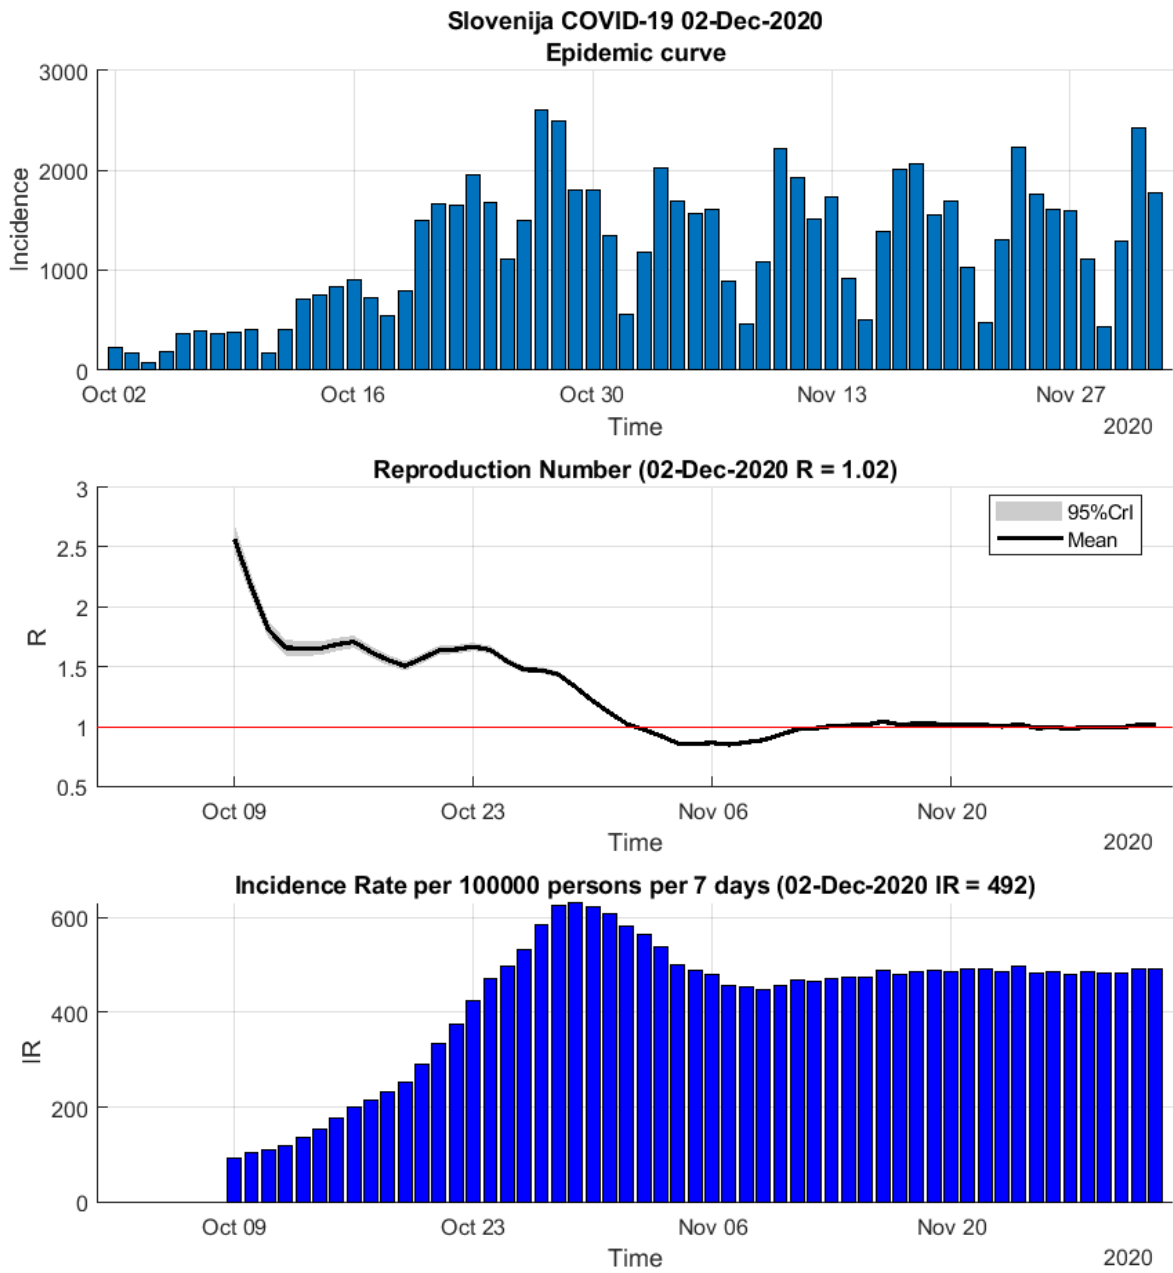 Slovenija COVID-19 02-Dec-2020
Epidemic curve
3000
2000
1000
0
Incidence
Oct 02 Oct 16 Oct 30 Nov 13 Nov 27
Time
2020
Reproduction Number (02-Dec-2020 R = 1.02)
3
2.5
2
1.5
1
0.5
R
95%CrI
Mean
Oct 09 Oct 23 Nov 06 Nov 20
Time
2020
Incidence Rate per 100000 persons per 7 days (02-Dec-2020 IR = 492)
600
400
200
0
IR
Oct 09 Oct 23 Nov 06 Nov 20
Time
2020